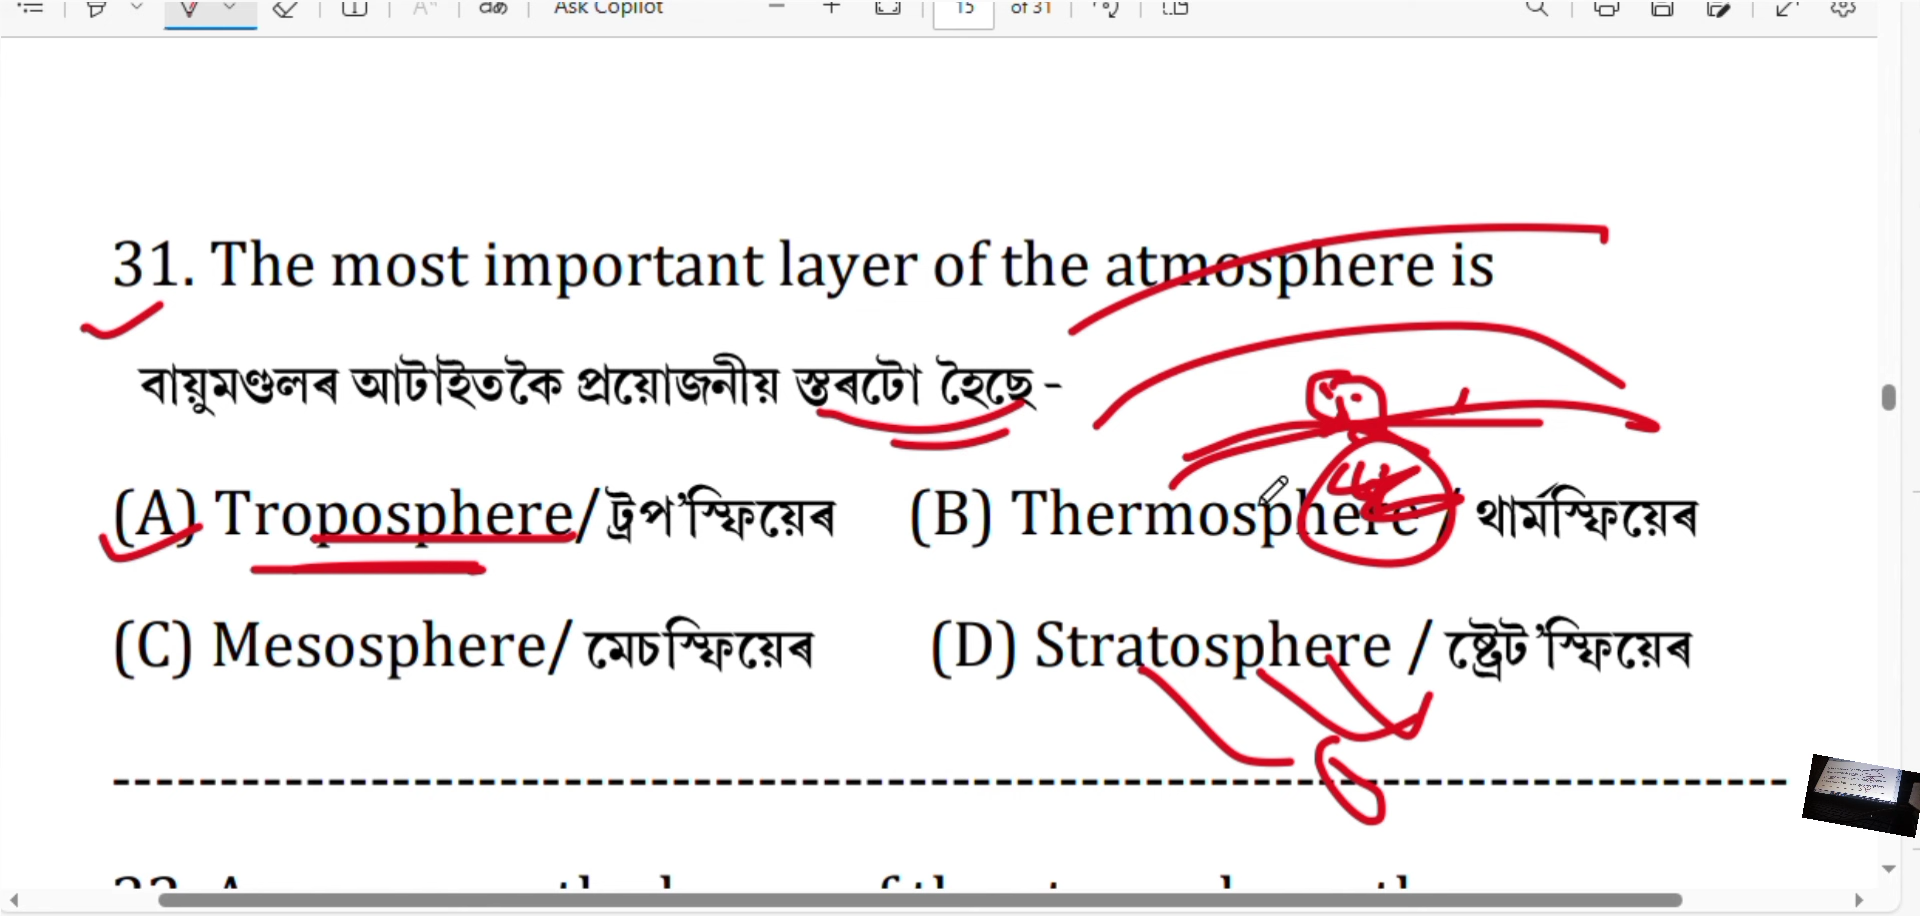 Ask Copilot
15 of 31
31. The most important layer of the atmosphere is
বায়ুমণ্ডলৰ আটাইতকৈ প্ৰয়োজনীয় স্তৰটো হৈছে -
(A) Troposphere/ট্ৰপ'স্ফিয়েৰ (B) Thermosphere / থাৰ্মস্ফিয়েৰ
(C) Mesosphere/ মেচস্ফিয়েৰ (D) Stratosphere / ষ্ট্ৰেট'স্ফিয়েৰ